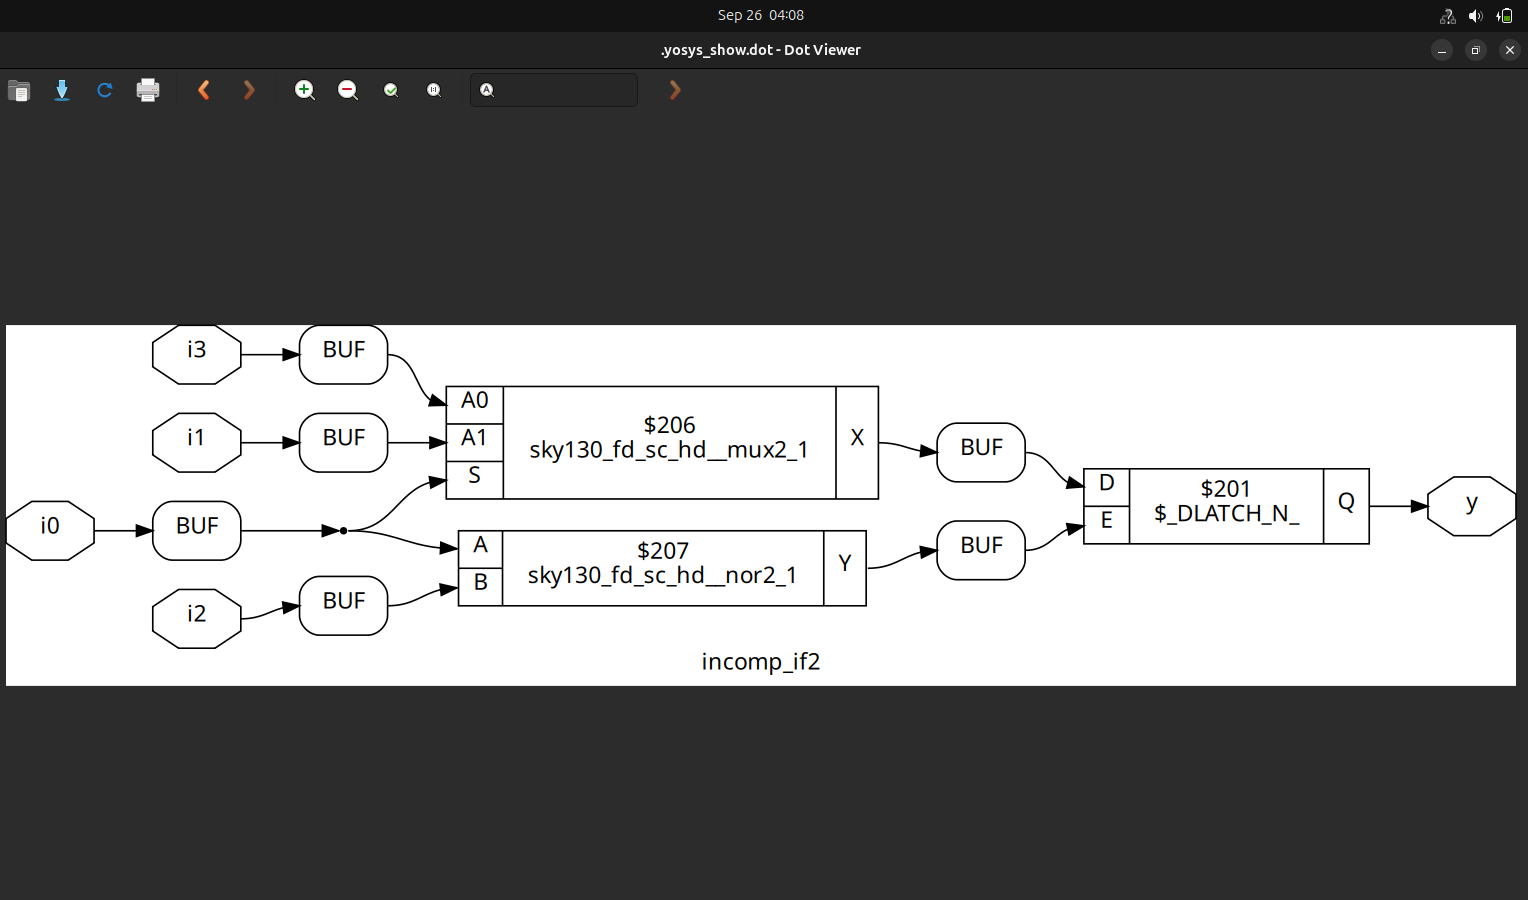 Sep 26 04:08
.yosys_show.dot - Dot Viewer
i3
BUF
i1
BUF
i0
BUF
i2
BUF
A0
A1
S
$206
sky130_fd_sc_hd__mux2_1
X
A
B
$207
sky130_fd_sc_hd__nor2_1
Y
BUF
BUF
D
E
$201
$_DLATCH_N_
Q
y
incomp_if2